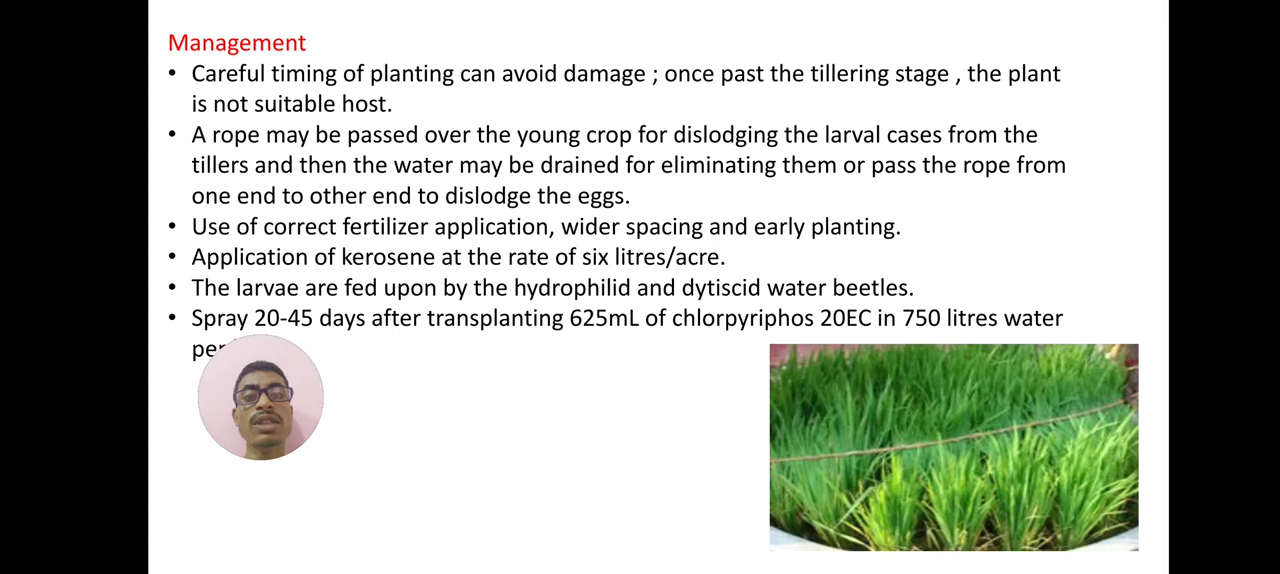 Management
• Careful timing of planting can avoid damage ; once past the tillering stage , the plant
is not suitable host.
• A rope may be passed over the young crop for dislodging the larval cases from the
tillers and then the water may be drained for eliminating them or pass the rope from
one end to other end to dislodge the eggs.
• Use of correct fertilizer application, wider spacing and early planting.
• Application of kerosene at the rate of six litres/acre.
• The larvae are fed upon by the hydrophilid and dytiscid water beetles.
• Spray 20-45 days after transplanting 625mL of chlorpyriphos 20EC in 750 litres water